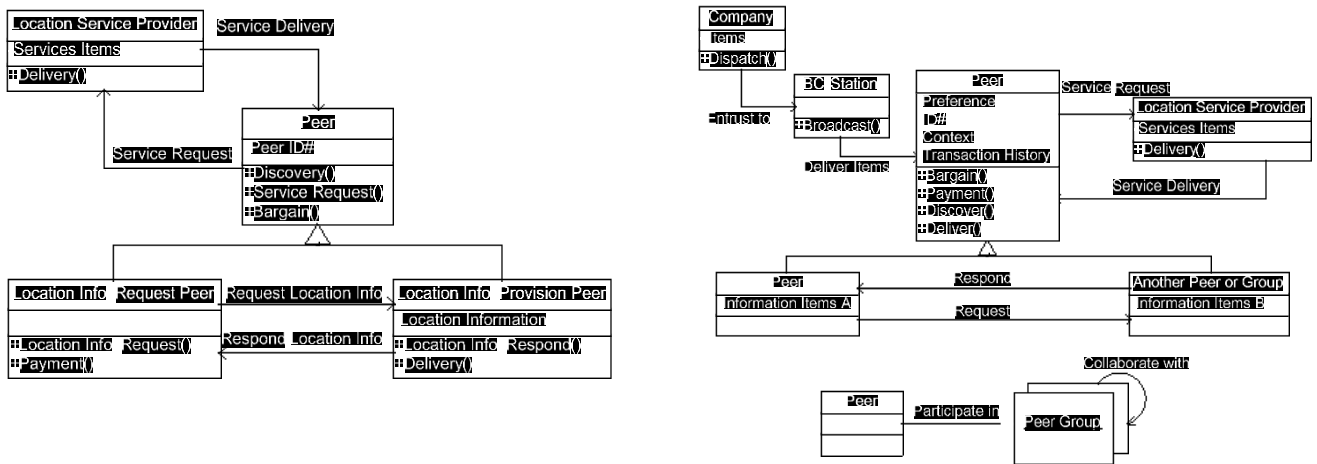 Location Service Provider
Services Items
Delivery()
Service Delivery
Peer
Peer ID#
Discovery()
Service Request()
Bargain()
Service Request
Location Info Request Peer
Location Info Request()
Payment()
Request Location Info
Respond Location Info
Location Info Provision Peer
Location Information
Location Info Respond()
Delivery()
Company
Items
Dispatch()
Entrust to
BC Station
Broadcast()
Deliver Items
Peer
Preference
ID#
Context
Transaction History
Bargain()
Payment()
Discover()
Deliver()
Service Request
Location Service Provider
Services Items
Delivery()
Service Delivery
Peer
Information Items A
Respond
Request
Another Peer or Group
Information Items B
Peer
Participate in
Peer Group
Collaborate with